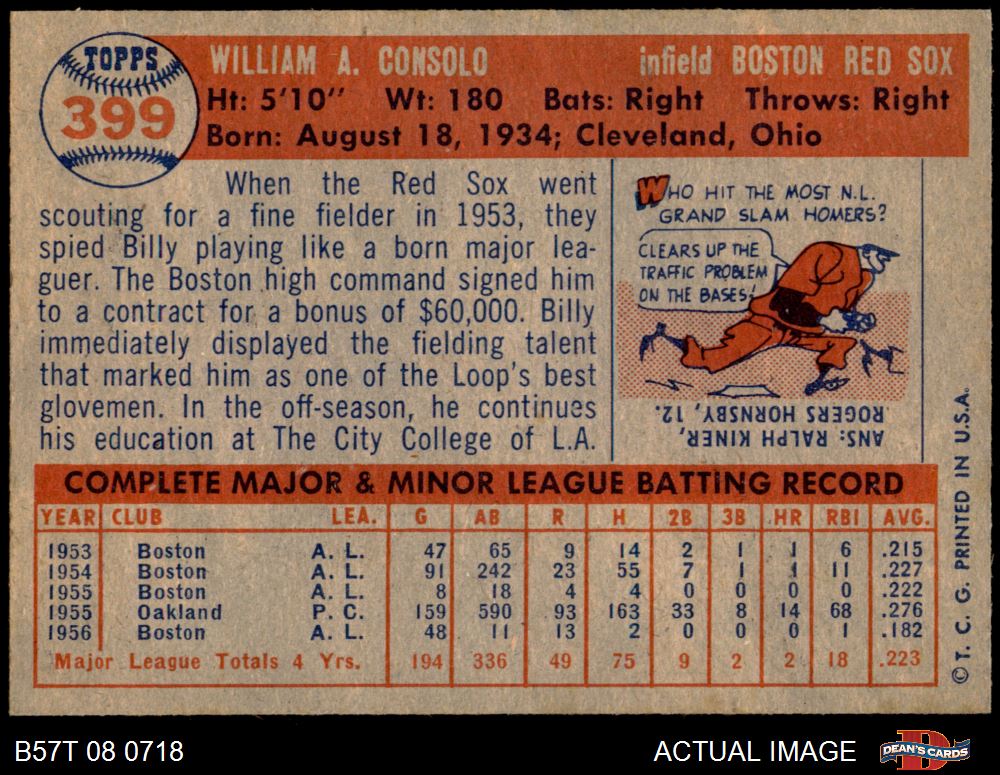 TOPPS
399
WILLIAM A. CONSOLO infield BOSTON RED SOX
Ht: 5'10" Wt: 180 Bats: Right Throws: Right
Born: August 18, 1934; Cleveland, Ohio
When the Red Sox went
scouting for a fine fielder in 1953, they
spied Billy playing like a born major lea-
guer. The Boston high command signed him
to a contract for a bonus of $60,000. Billy
immediately displayed the fielding talent
that marked him as one of the Loop's best
glovemen. In the off-season, he continues
his education at The City College of L.A.
WHO HIT THE MOST N.L.
GRAND SLAM HOMERS?
CLEARS UP THE
TRAFFIC PROBLEM
ON THE BASES!
ANS: RALPH KINER,
ROGERS HORNSBY, 12.
COMPLETE MAJOR & MINOR LEAGUE BATTING RECORD
YEAR CLUB LEA. G AB R H 2B 3B HR RBI AVG.
1953 Boston A. L. 47 65 9 14 2 1 1 6 .215
1954 Boston A. L. 91 242 23 55 7 1 1 11 .227
1955 Boston A. L. 8 18 4 4 0 0 0 0 .222
1955 Oakland P. C. 159 590 93 163 33 8 14 68 .276
1956 Boston A. L. 48 11 13 2 0 0 0 1 .182
Major League Totals 4 Yrs. 194 336 49 75 9 2 2 18 .223
© T. C. G. PRINTED IN U.S.A.
B57T 08 0718 ACTUAL IMAGE
D
DEAN'S CARDS